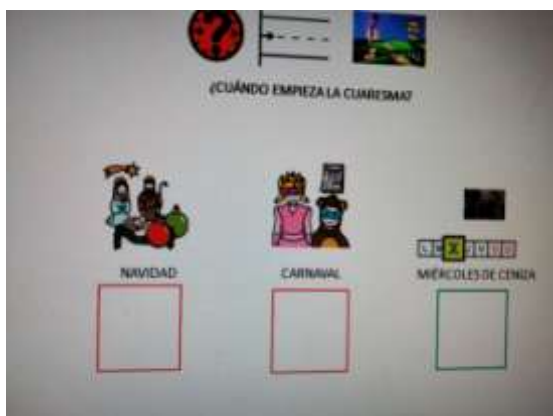 ¿CUÁNDO EMPIEZA LA CUARESMA?
L M X J V S D
NAVIDAD
CARNAVAL
MIÉRCOLES DE CENIZA